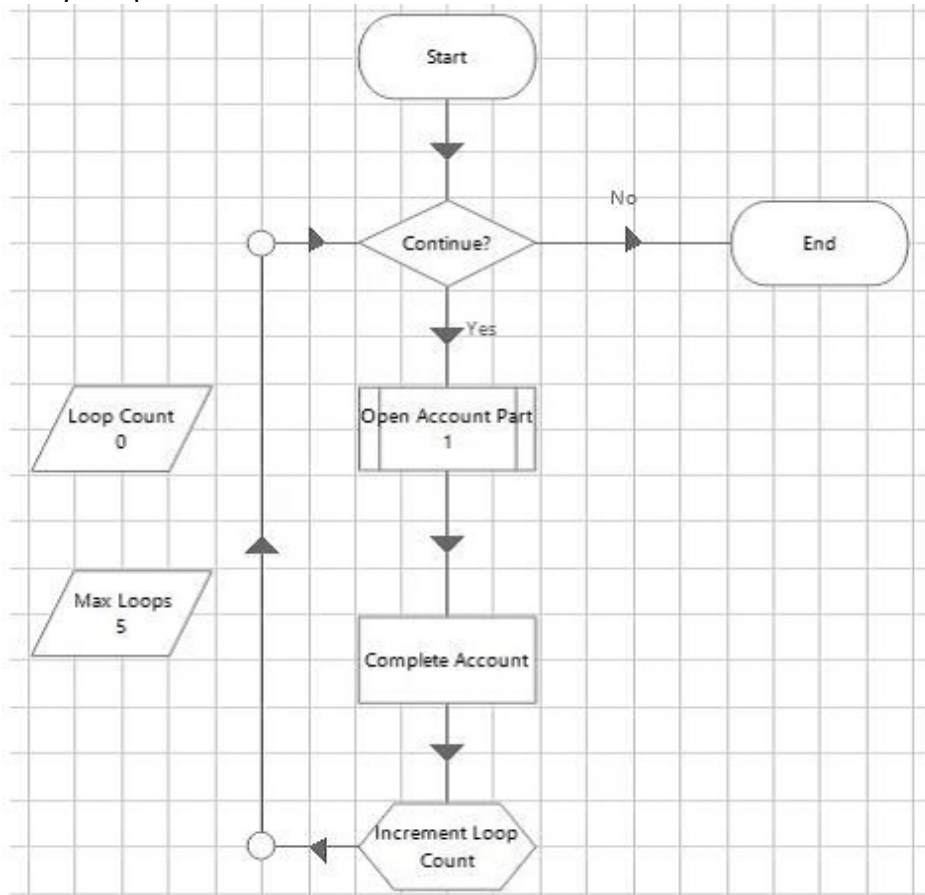 Start
Continue?
No
End
Yes
Open Account Part
1
Loop Count
0
Max Loops
5
Complete Account
Increment Loop
Count